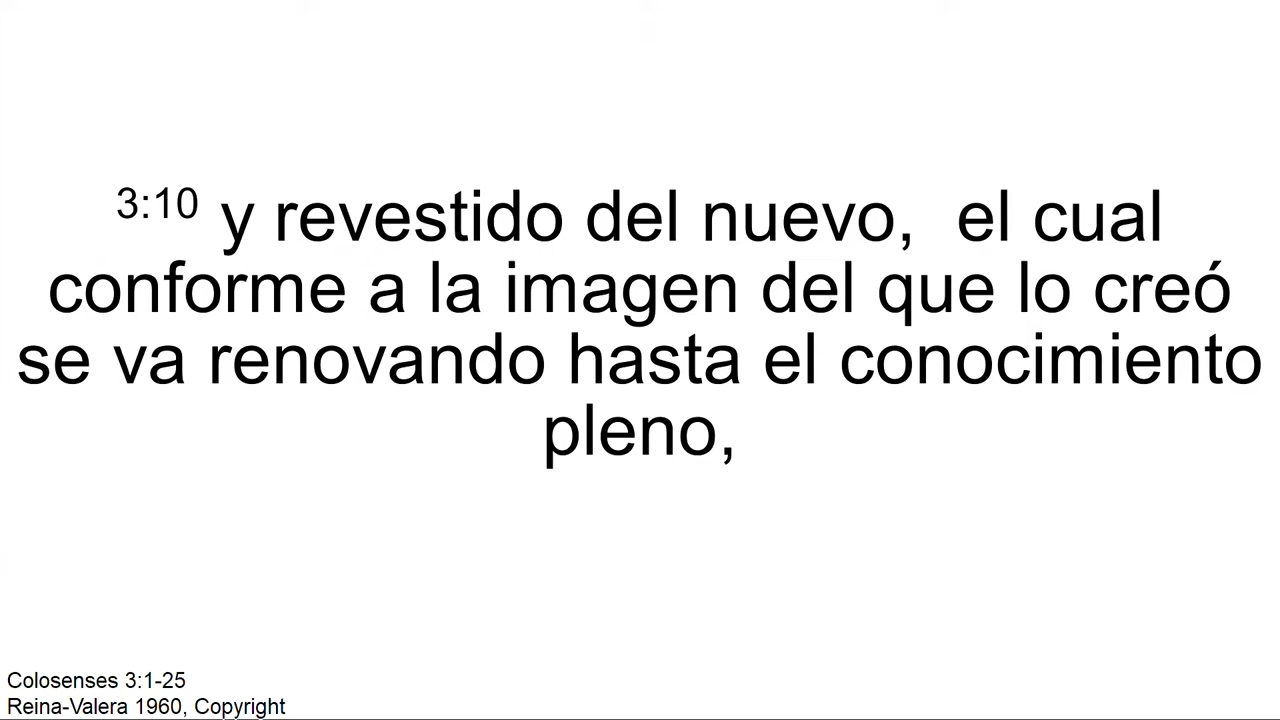 3:10 y revestido del nuevo,  el cual
conforme a la imagen del que lo creó
se va renovando hasta el conocimiento
pleno,
Colosenses 3:1-25
Reina-Valera 1960, Copyright